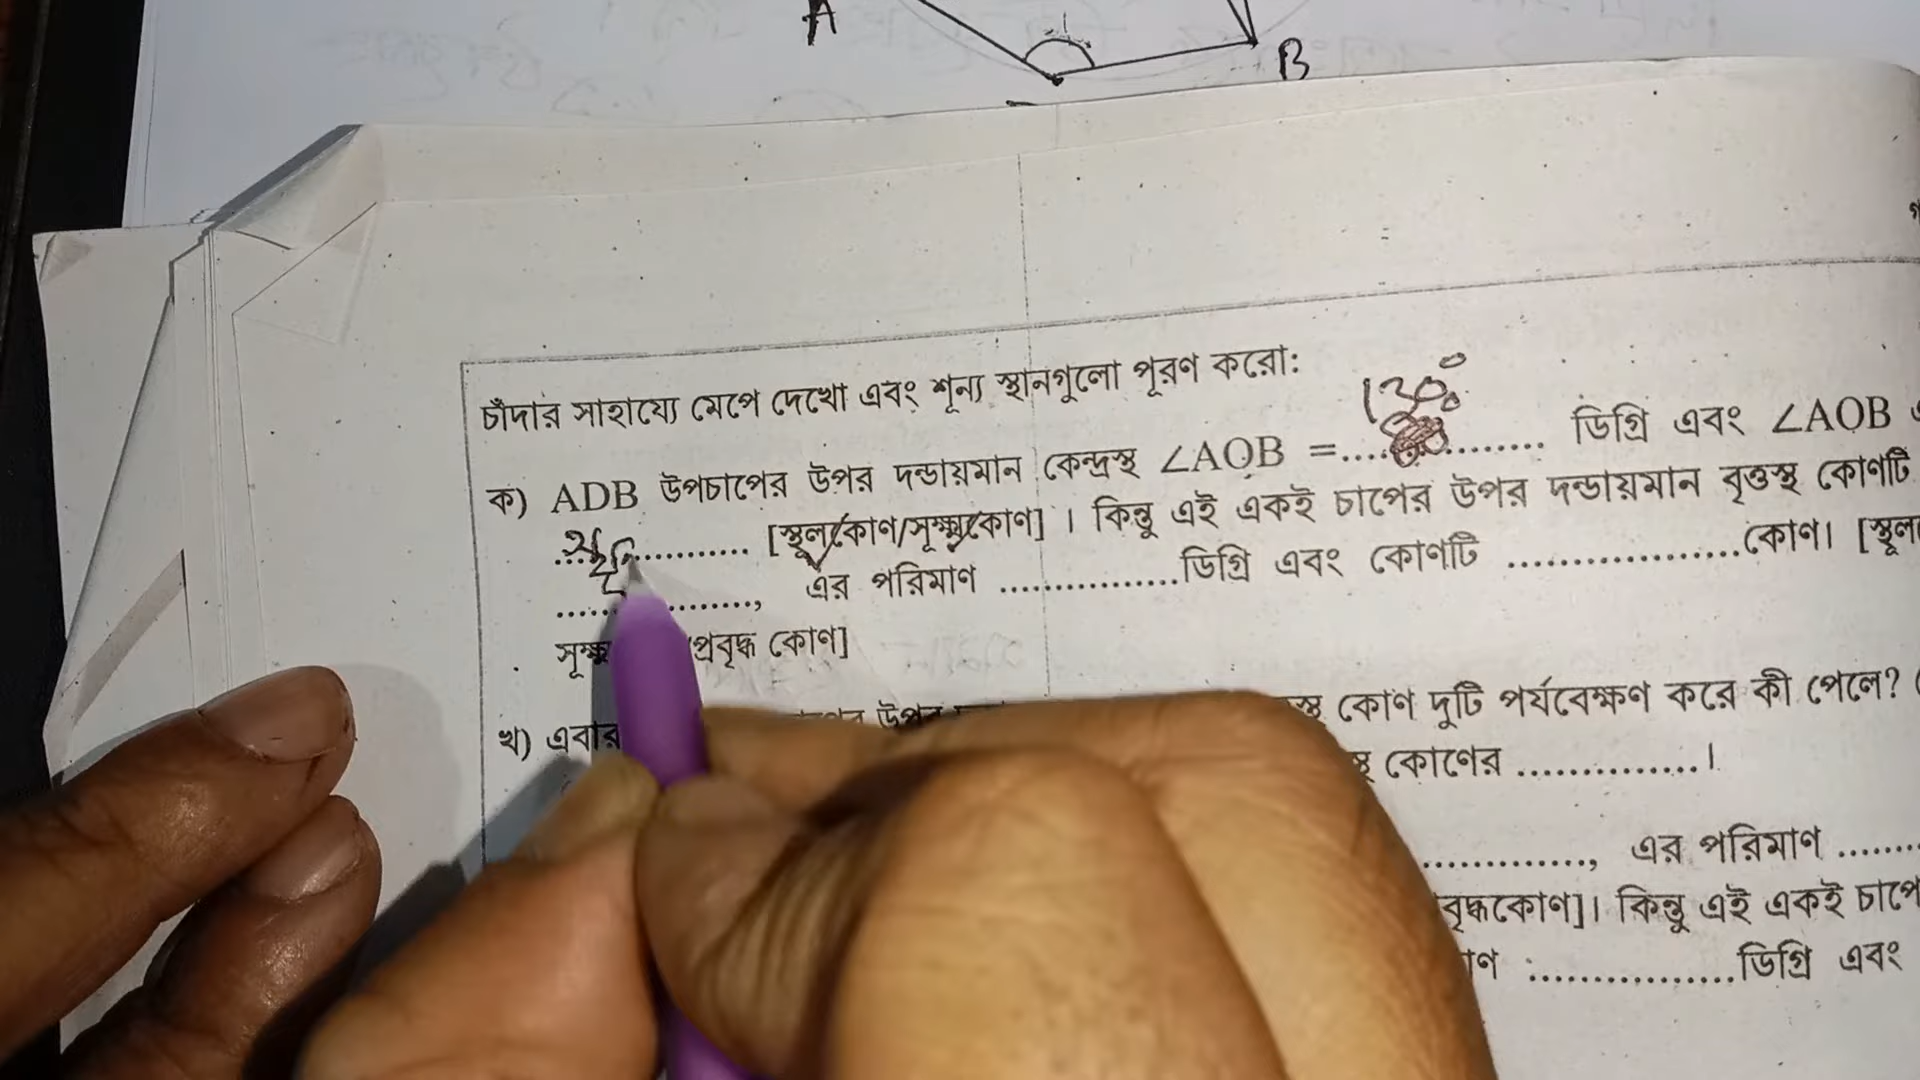 A
B
চাঁদার সাহায্যে মেপে দেখো এবং শূন্য স্থানগুলো পূরণ করো:
130°
ক) ADB উপচাপের উপর দন্ডায়মান কেন্দ্রস্থ ∠AOB =.................. ডিগ্রি এবং ∠AOB
................ [স্থূলকোণ/সূক্ষ্মকোণ] । কিন্তু এই একই চাপের উপর দন্ডায়মান বৃত্তস্থ কোণটি
................, এর পরিমাণ ................ডিগ্রি এবং কোণটি ....................কোণ। [স্থূল
প্রবৃদ্ধ কোণ]
খ) এবার উপর কোণ দুটি পর্যবেক্ষণ করে কী পেলে?
কোণের ................ ।
.............., এর পরিমাণ ........
কিন্তু এই একই
................ডিগ্রি এবং